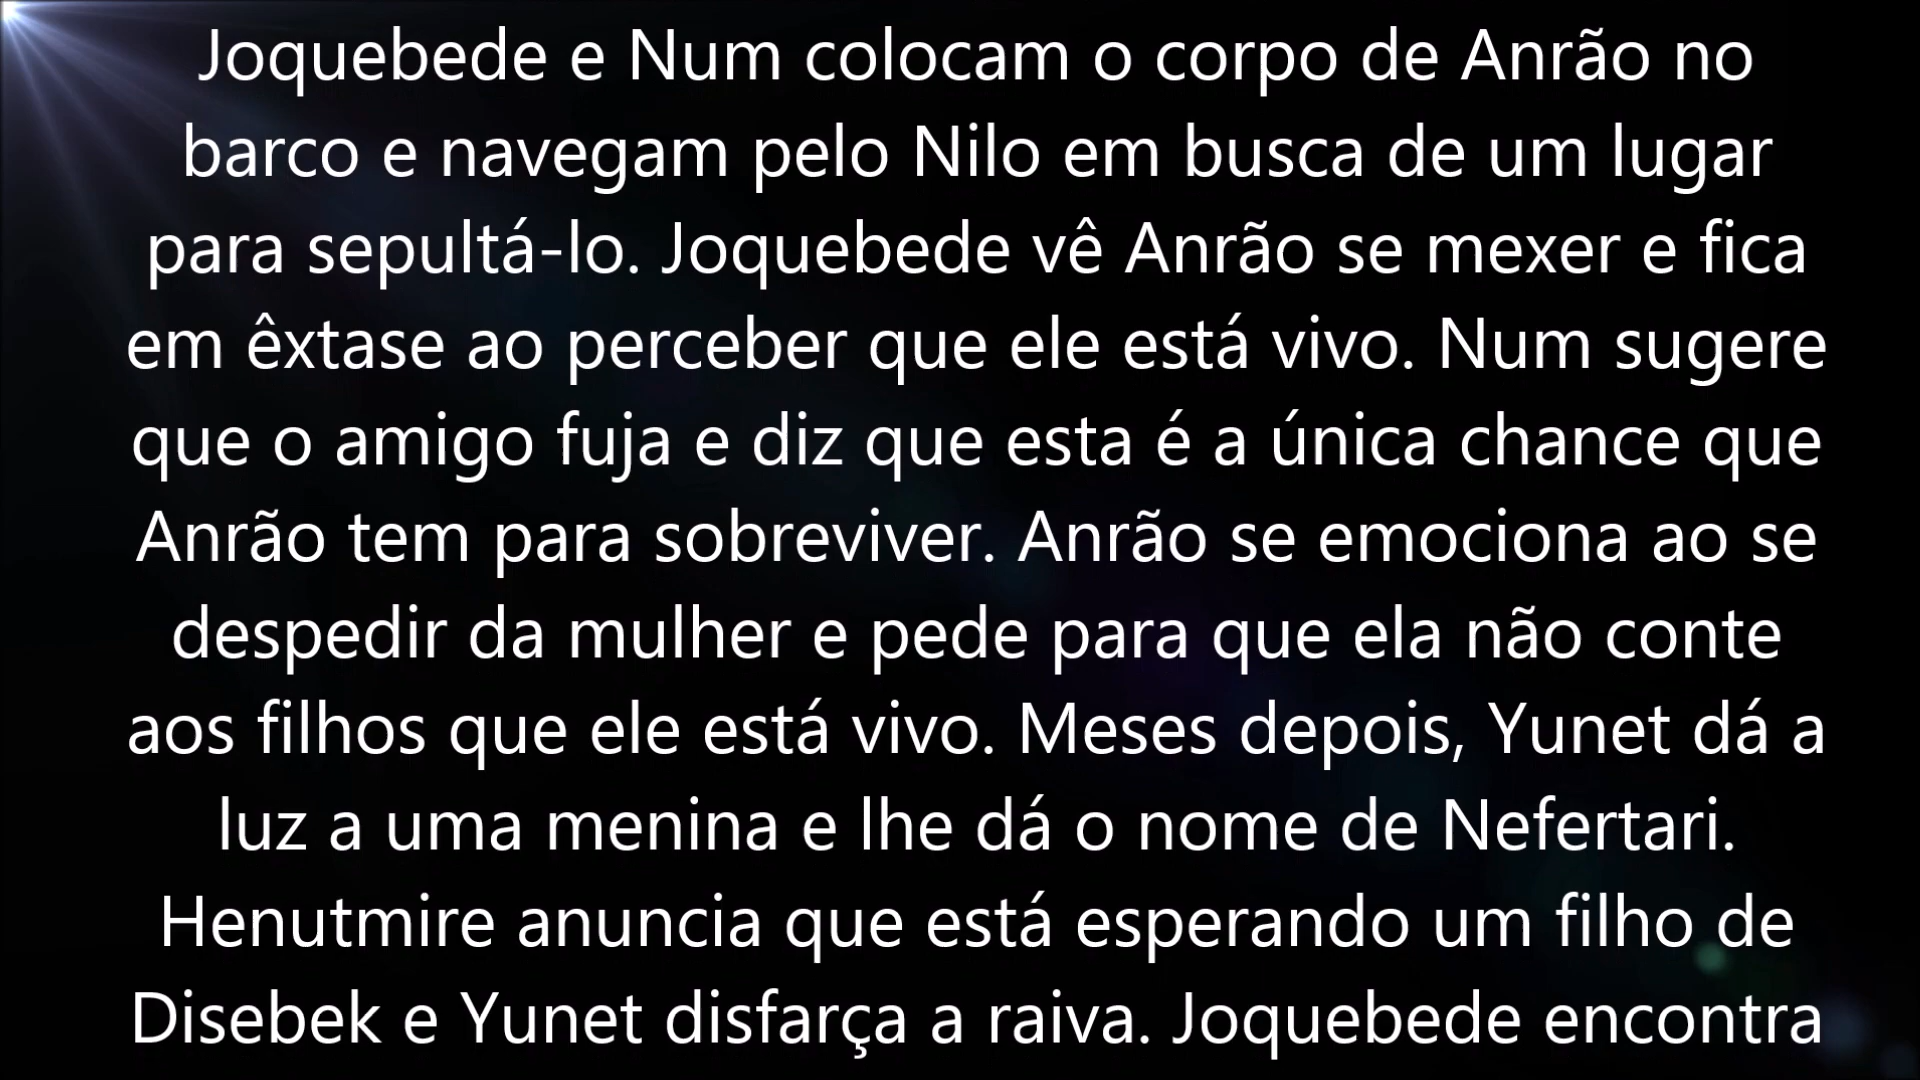 Joquebede e Num colocam o corpo de Anrão no
barco e navegam pelo Nilo em busca de um lugar
para sepultá-lo. Joquebede vê Anrão se mexer e fica
em êxtase ao perceber que ele está vivo. Num sugere
que o amigo fuja e diz que esta é a única chance que
Anrão tem para sobreviver. Anrão se emociona ao se
despedir da mulher e pede para que ela não conte
aos filhos que ele está vivo. Meses depois, Yunet dá a
luz a uma menina e lhe dá o nome de Nefertari.
Henutmire anuncia que está esperando um filho de
Disebek e Yunet disfarça a raiva. Joquebede encontra